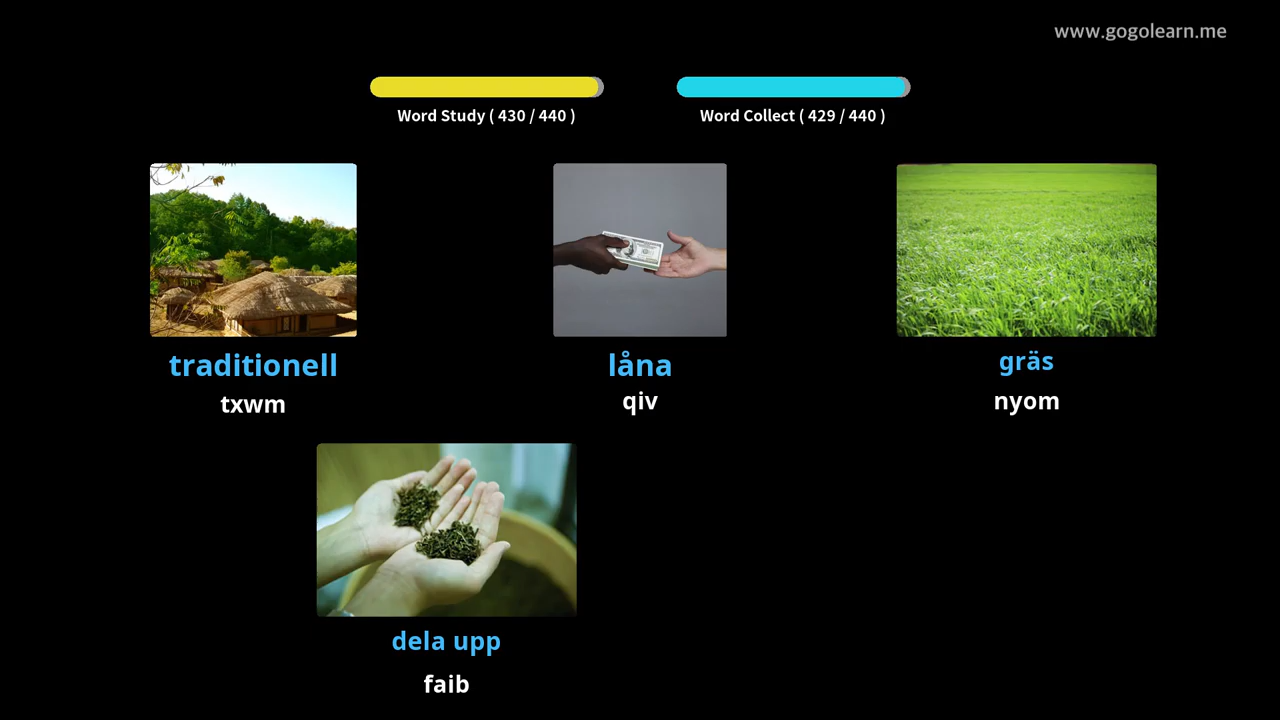 www.gogolearn.me
Word Study ( 430 / 440 )
Word Collect ( 429 / 440 )
traditionell
txwm
låna
qiv
gräs
nyom
dela upp
faib